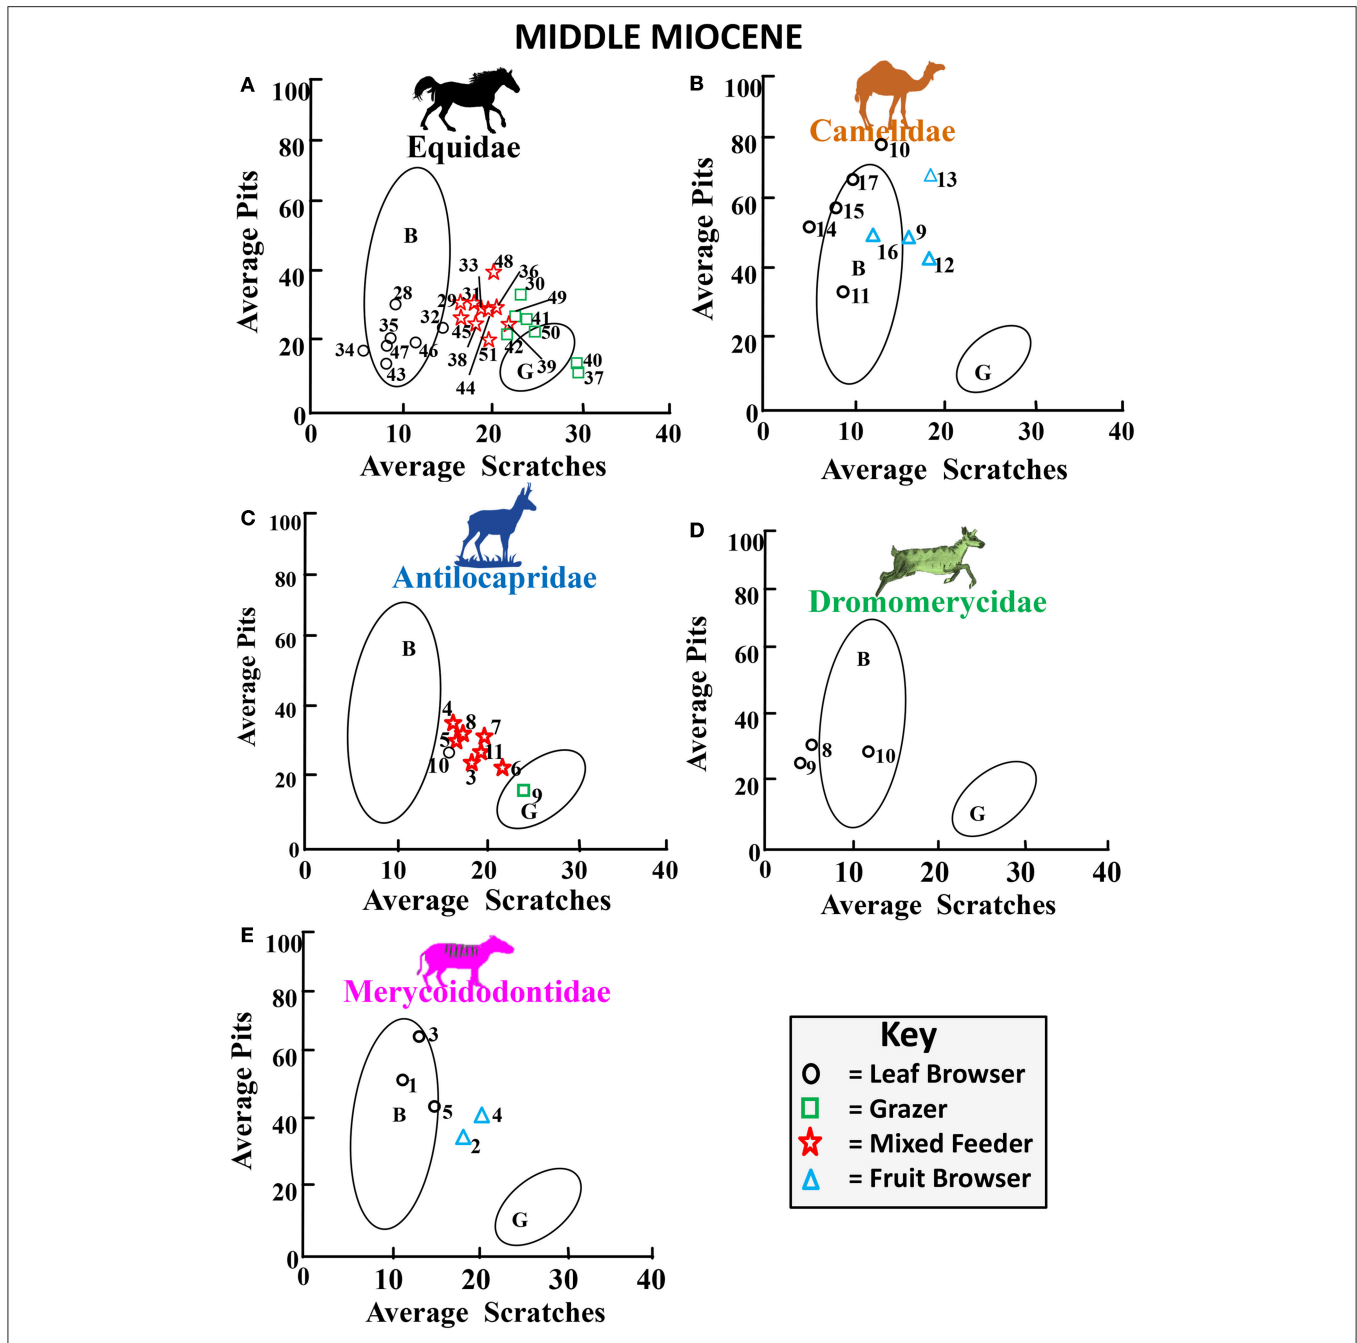 MIDDLE MIOCENE
A
Equidae
100
80
60
40
20
0
Average Pits
B
28
29
31
33
48
36
30
49
32
35
45
41
50
34
47
46
38
51
42
39
43
44
G
40
37
0 10 20 30 40
Average Scratches
B
Camelidae
100
80
60
40
20
0
Average Pits
10
17
13
15
14
16
9
12
B
11
G
0 10 20 30 40
Average Scratches
C
Antilocapridae
100
80
60
40
20
0
Average Pits
B
4
8
7
5
11
10
3
6
9
G
0 10 20 30 40
Average Scratches
D
Dromomerycidae
100
80
60
40
20
0
Average Pits
B
8
9
10
G
0 10 20 30 40
Average Scratches
E
Merycoidodontidae
100
80
60
40
20
0
Average Pits
3
1
B
5
4
2
G
0 10 20 30 40
Average Scratches
Key
= Leaf Browser
= Grazer
= Mixed Feeder
= Fruit Browser